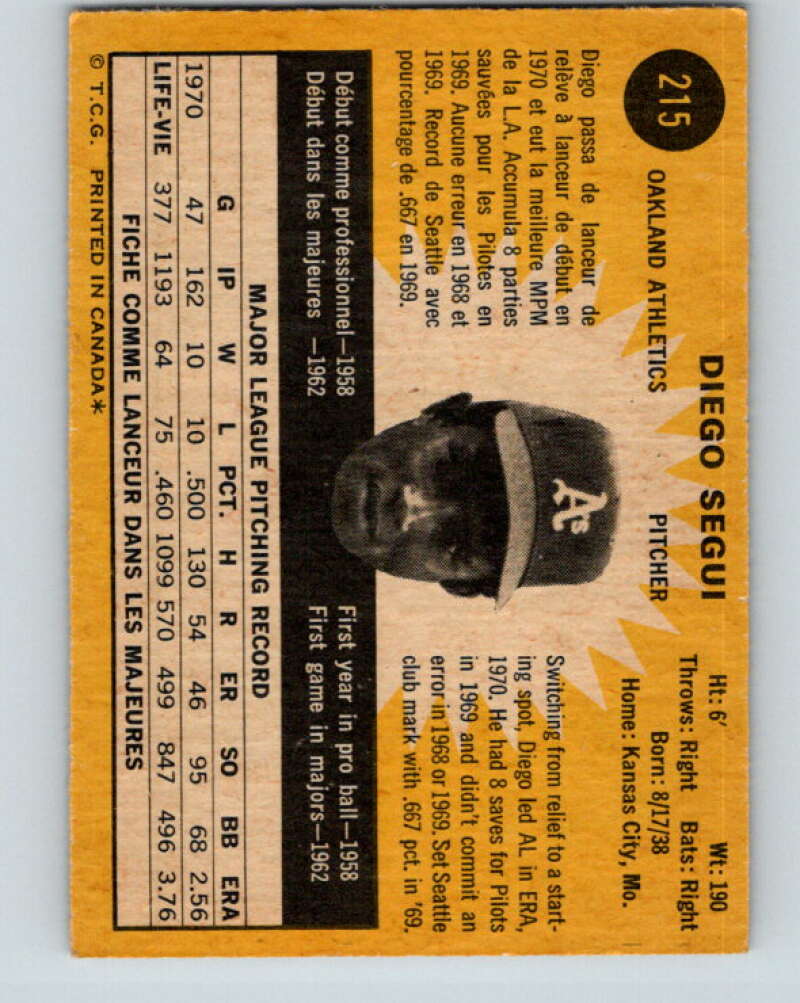 215
DIEGO SEGUI
OAKLAND ATHLETICS PITCHER
Ht: 6′ Wt: 190
Throws: Right Bats: Right
Born: 8/17/38
Home: Kansas City, Mo.
Diego passa de lanceur de
relève à lanceur de début en
1970 et eut la meilleure MPM
de la L.A. Accumula 8 parties
sauvées pour les Pilotes en
1969. Aucune erreur en 1968 et
1969. Record de Seattle avec
pourcentage de .667 en 1969.
A's
Switching from relief to a start-
ing spot, Diego led AL in ERA,
1970. He had 8 saves for Pilots
in 1969 and didn't commit an
error in 1968 or 1969. Set Seattle
club mark with .667 pct. in '69.
Début comme professionnel—1958
Début dans les majeures —1962
First year in pro ball—1958
First game in majors—1962
MAJOR LEAGUE PITCHING RECORD
G IP W L PCT. H R ER SO BB ERA
1970 47 162 10 10 .500 130 54 46 95 68 2.56
LIFE-VIE 377 1193 64 75 .460 1099 570 499 847 496 3.76
FICHE COMME LANCEUR DANS LES MAJEURES
© T.C.G. PRINTED IN CANADA*